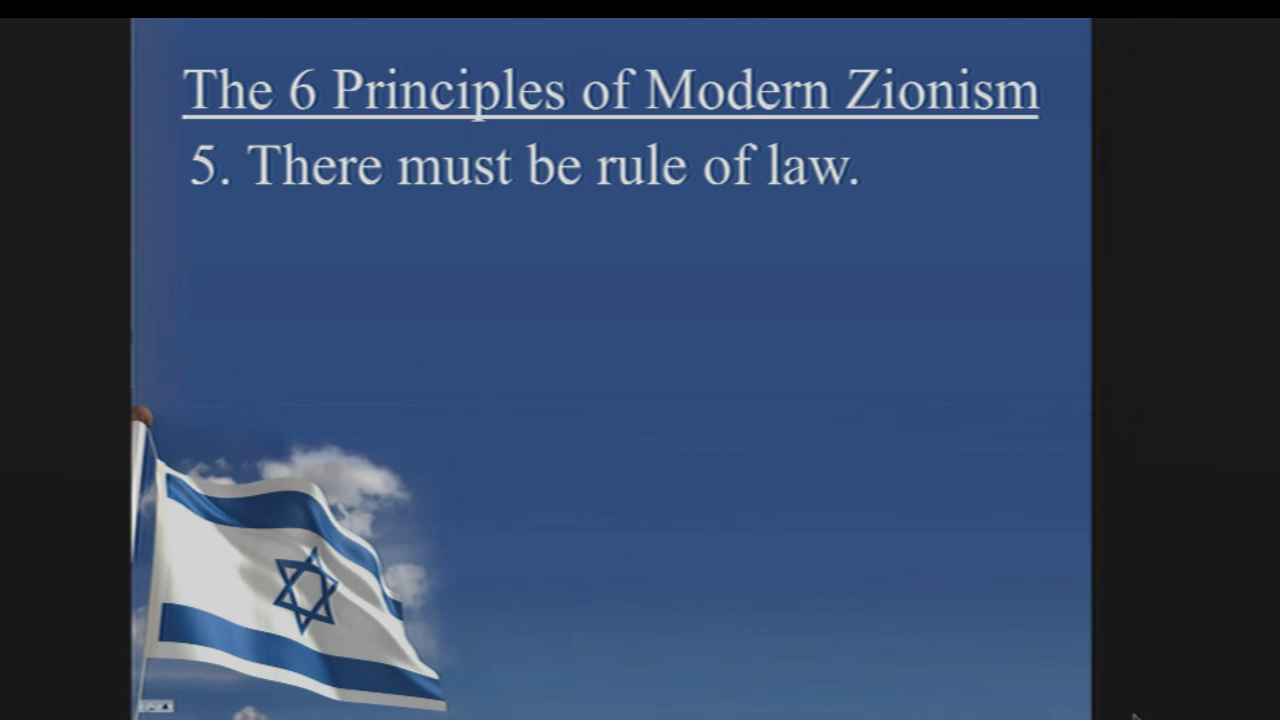 The 6 Principles of Modern Zionism
5. There must be rule of law.